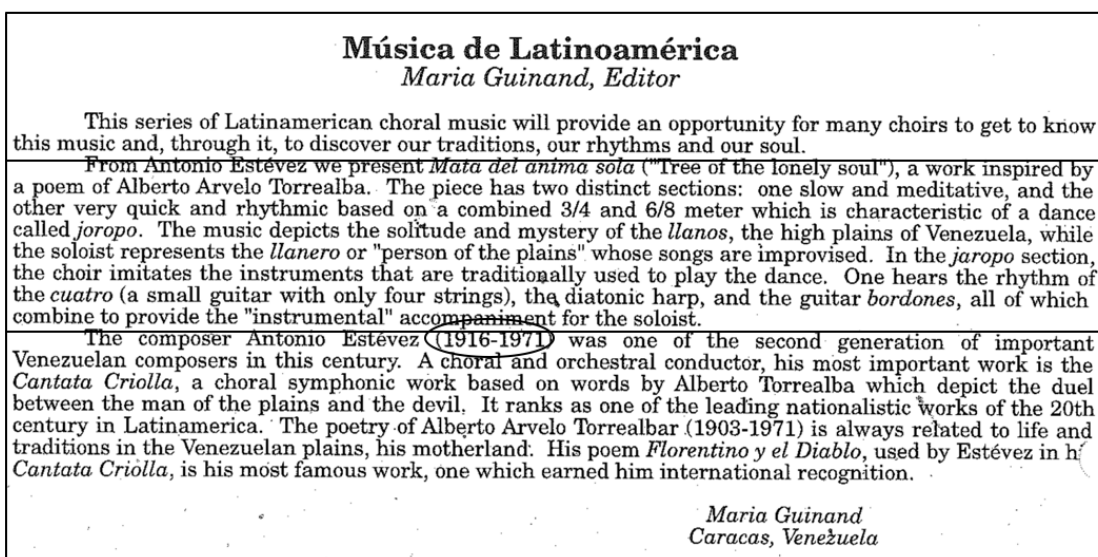 Música de Latinoamérica
Maria Guinand, Editor
This series of Latinamerican choral music will provide an opportunity for many choirs to get to know
this music and, through it, to discover our traditions, our rhythms and our soul.
From Antonio Estévez we present Mata del anima sola ("Tree of the lonely soul"), a work inspired by
a poem of Alberto Arvelo Torrealba. The piece has two distinct sections: one slow and meditative, and the
other very quick and rhythmic based on a combined 3/4 and 6/8 meter which is characteristic of a dance
called joropo. The music depicts the solitude and mystery of the llanos, the high plains of Venezuela, while
the soloist represents the llanero or "person of the plains" whose songs are improvised. In the jaropo section,
the choir imitates the instruments that are traditionally used to play the dance. One hears the rhythm of
the cuatro (a small guitar with only four strings), the diatonic harp, and the guitar bordones, all of which
combine to provide the "instrumental" accompaniment for the soloist.
The composer Antonio Estévez (1916-1971) was one of the second generation of important
Venezuelan composers in this century. A choral and orchestral conductor, his most important work is the
Cantata Criolla, a choral symphonic work based on words by Alberto Torrealba which depict the duel
between the man of the plains and the devil. It ranks as one of the leading nationalistic works of the 20th
century in Latinamerica. The poetry of Alberto Arvelo Torrealbar (1903-1971) is always related to life and
traditions in the Venezuelan plains, his motherland. His poem Florentino y el Diablo, used by Estévez in
Cantata Criolla, is his most famous work, one which earned him international recognition.
Maria Guinand
Caracas, Venezuela